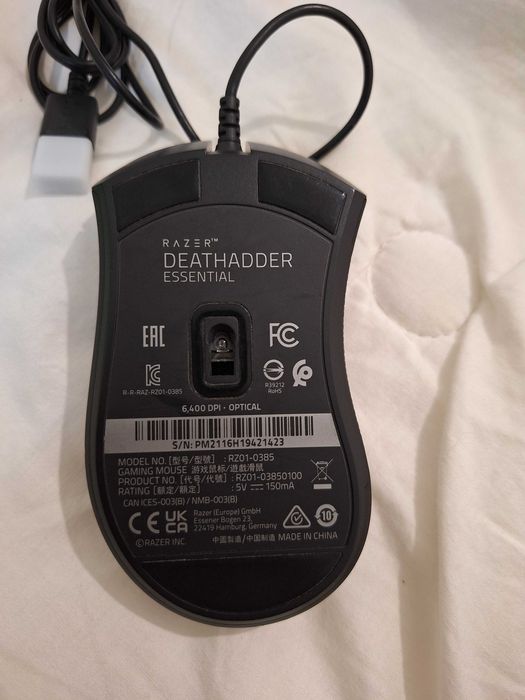 RAZER™
DEATHADDER
ESSENTIAL
EAC
FC
R-R-RAZ-RZ01-0385
R39212
RoHS
6,400 DPI · OPTICAL
S/N: PM2116H19421423
MODEL NO. [型号/型號] : RZ01-0385
GAMING MOUSE 游戏鼠标/遊戲滑鼠
PRODUCT NO. [代号/代號] : RZ01-03850100
RATING [額定/額定] : 5V ⎓ 150mA
CAN ICES-003(B) / NMB-003(B)
CE UK CA
Razer (Europe) GmbH
Essener Bogen 23,
22419 Hamburg, Germany
10
©RAZER INC.
中國製造/中国制造 MADE IN CHINA